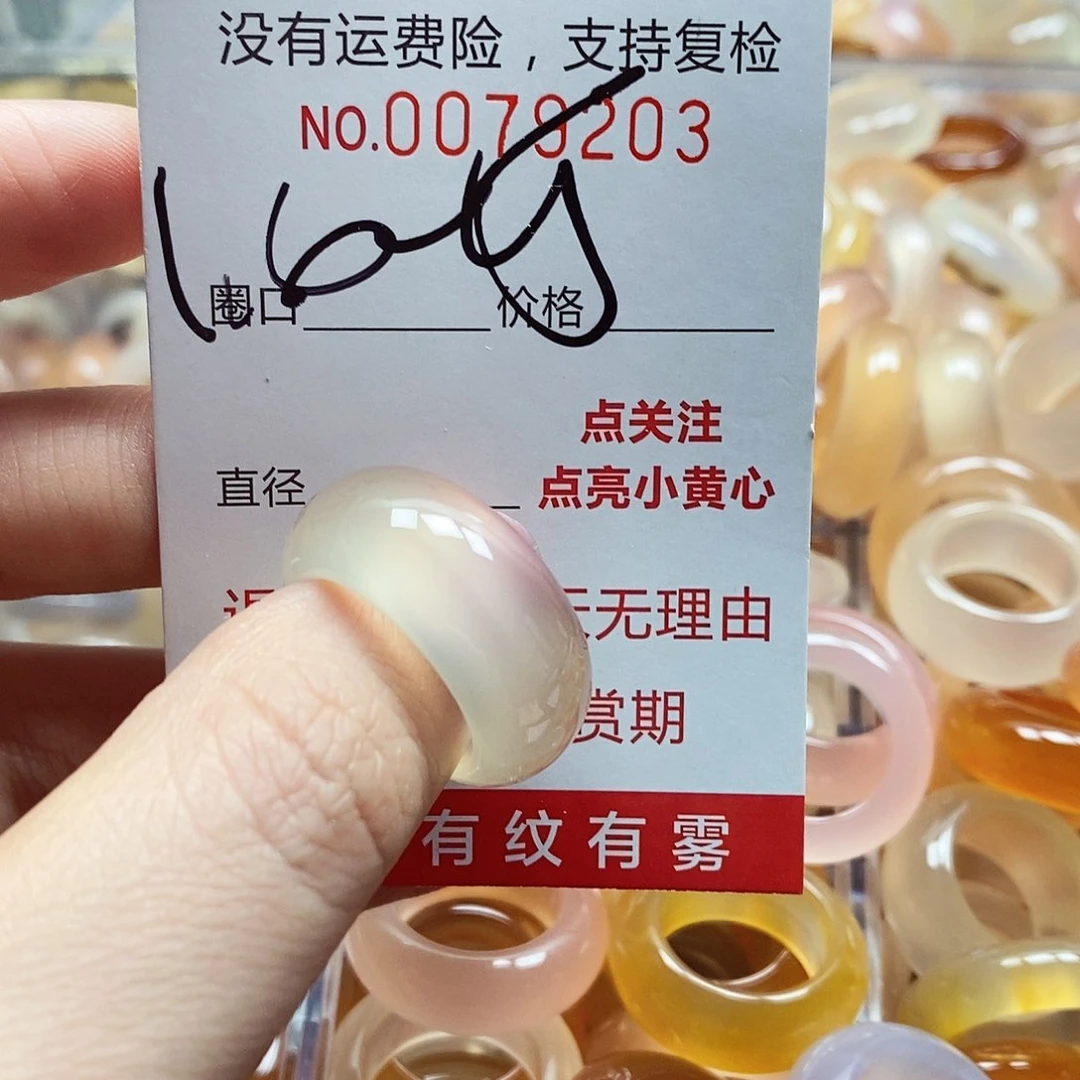 没有运费险，支持复检
NO.0079203
16g
圈口 价格
点关注
直径 点亮小黄心
无理由
赏期
有纹有雾